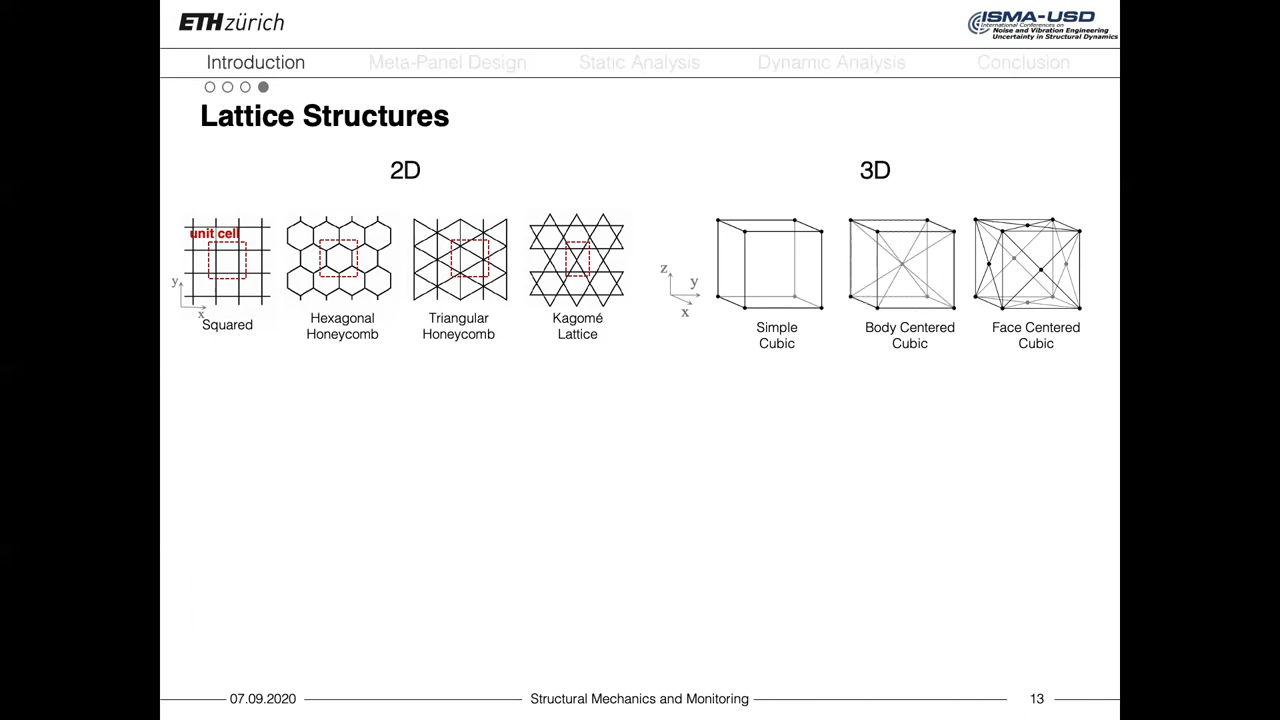 ETH zürich
ISMA-USD
International Conferences on
Noise and Vibration Engineering
Uncertainty in Structural Dynamics
Introduction
Meta-Panel Design
Static Analysis
Dynamic Analysis
Conclusion
Lattice Structures
2D
3D
unit cell
y
x
Squared
Hexagonal
Honeycomb
Triangular
Honeycomb
Kagomé
Lattice
z
y
x
Simple
Cubic
Body Centered
Cubic
Face Centered
Cubic
07.09.2020
Structural Mechanics and Monitoring
13